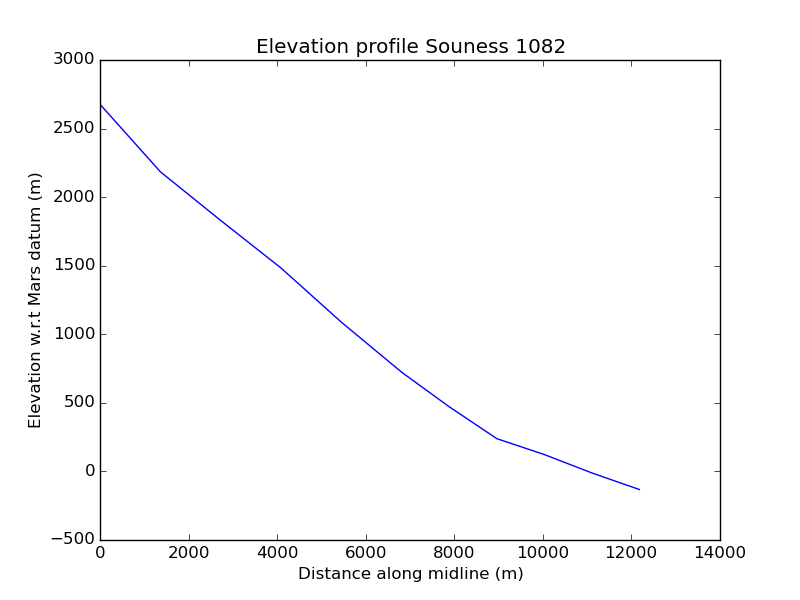 Elevation profile Souness 1082
3000
2500
2000
1500
1000
500
0
−500
Elevation w.r.t Mars datum (m)
0 2000 4000 6000 8000 10000 12000 14000
Distance along midline (m)